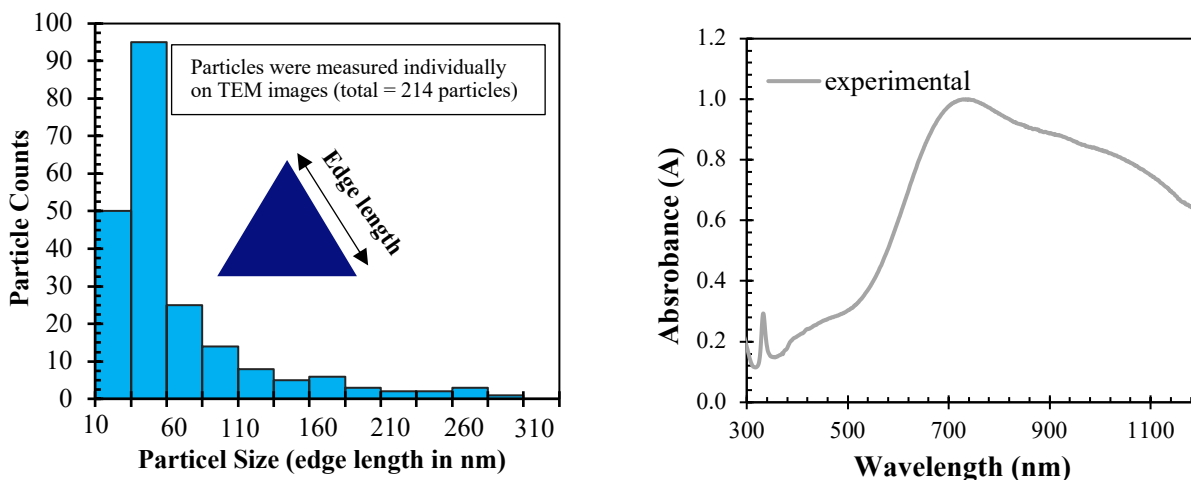 100
90
80
70
60
50
40
30
20
10
0
Particle Counts
Particles were measured individually
on TEM images (total = 214 particles)
Edge length
10 60 110 160 210 260 310
Particel Size (edge length in nm)
1.2
1.0
0.8
0.6
0.4
0.2
0.0
Absrobance (A)
experimental
300 500 700 900 1100
Wavelength (nm)